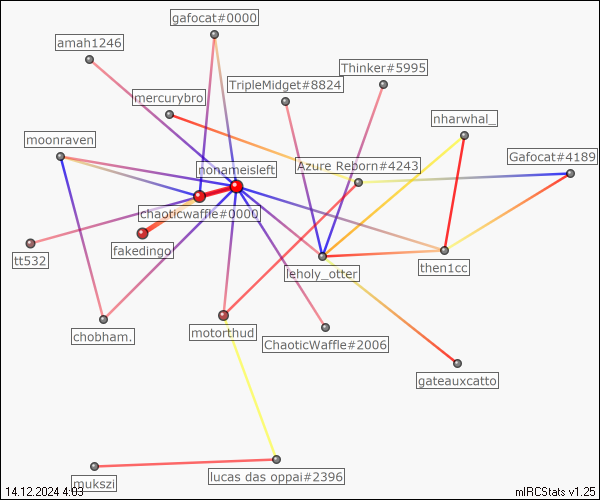 gafocat#0000
amah1246
Thinker#5995
TripleMidget#8824
mercurybro
nharwhal_
moonraven
Gafocat#4189
nonameisleft
Azure Reborn#4243
chaoticwaffle#0000
fakedingo
tt532
leholy_otter
then1cc
chobham.
motorthud
ChaoticWaffle#2006
gateauxcatto
lucas das oppai#2396
mukszi
14.12.2024 4:03
mIRCStats v1.25